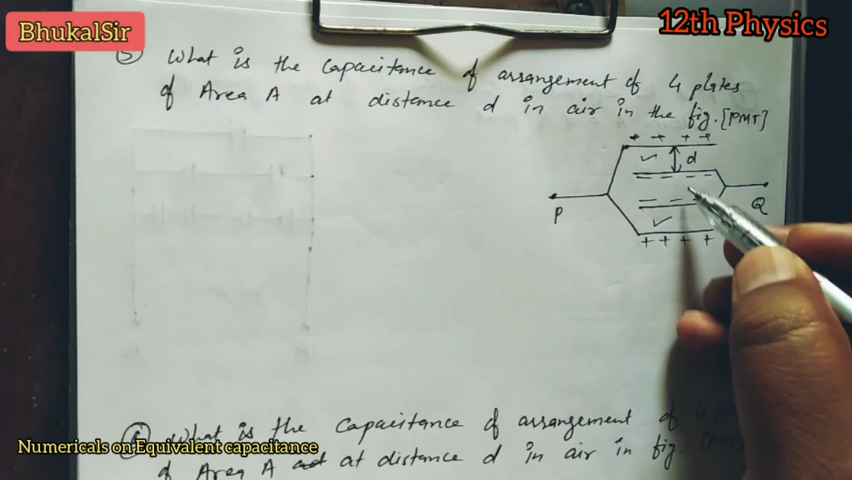 BhukalSir
12th Physics
5) What is the capacitance of arrangement of 4 plates
of Area A at distance d in air in the fig. [PMT]
+ + + +
✓ d
- - - -
P Q
- - -
✓
+ + + +
What is the capacitance of arrangement of 4
Numericals on Equivalent capacitance
of Area A at distance d in air in fig.